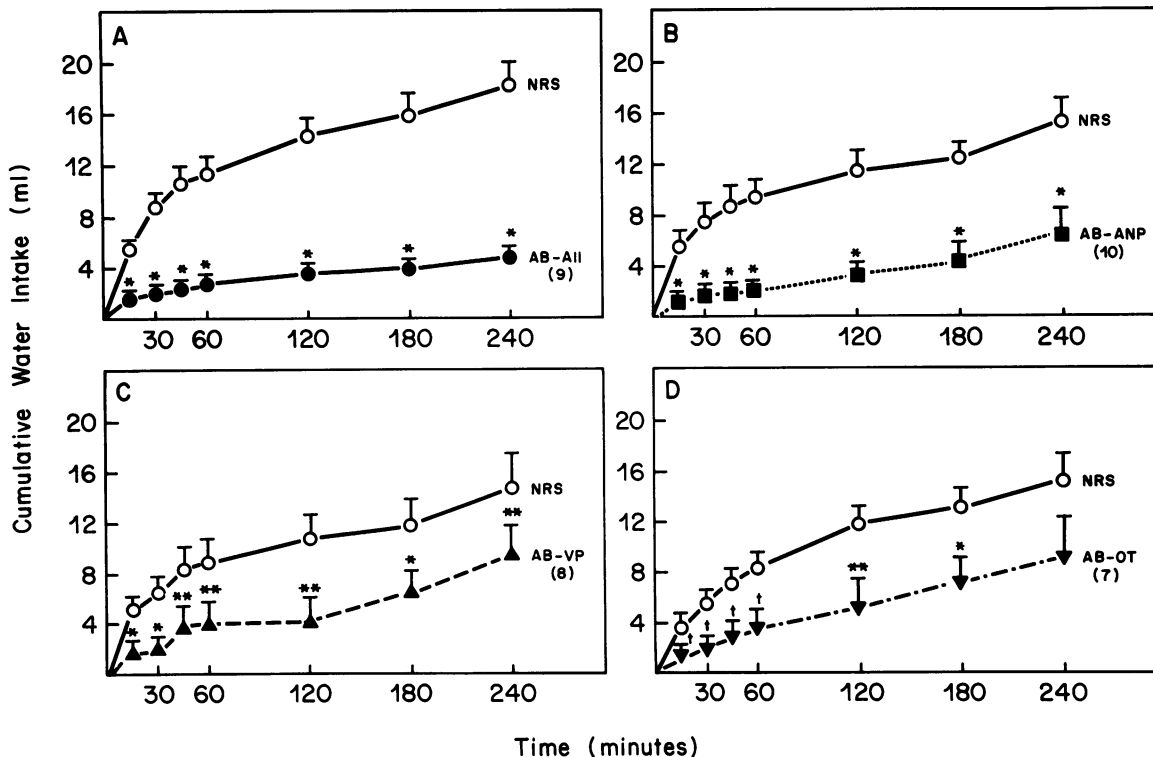 A
20
16
12
8
4
NRS
* * * * * * *
AB-AII
(9)
30 60 120 180 240
B
20
16
12
8
4
NRS
* * * * * * *
AB-ANP
(10)
30 60 120 180 240
C
20
16
12
8
4
NRS
* * ** ** ** * **
AB-VP
(8)
30 60 120 180 240
D
20
16
12
8
4
NRS
† † † † ** *
AB-OT
(7)
30 60 120 180 240
Cumulative Water Intake (ml)
Time (minutes)